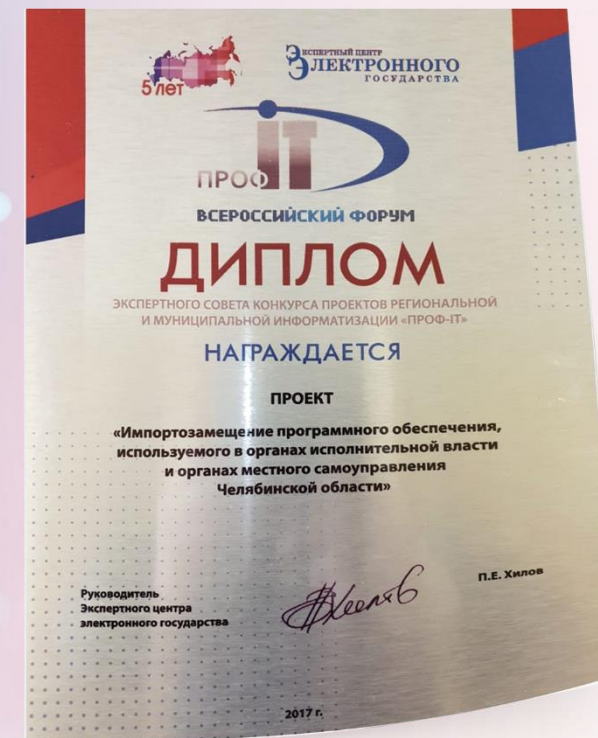 5 лет
ЭКСПЕРТНЫЙ ЦЕНТР
ЭЛЕКТРОННОГО
ГОСУДАРСТВА
ПРОФ IT
ВСЕРОССИЙСКИЙ ФОРУМ
ДИПЛОМ
ЭКСПЕРТНОГО СОВЕТА КОНКУРСА ПРОЕКТОВ РЕГИОНАЛЬНОЙ
И МУНИЦИПАЛЬНОЙ ИНФОРМАТИЗАЦИИ «ПРОФ-IT»
НАГРАЖДАЕТСЯ
ПРОЕКТ
«Импортозамещение программного обеспечения,
используемого в органах исполнительной власти
и органах местного самоуправления
Челябинской области»
Руководитель
Экспертного центра
электронного государства
П.Е. Хилов
2017 г.